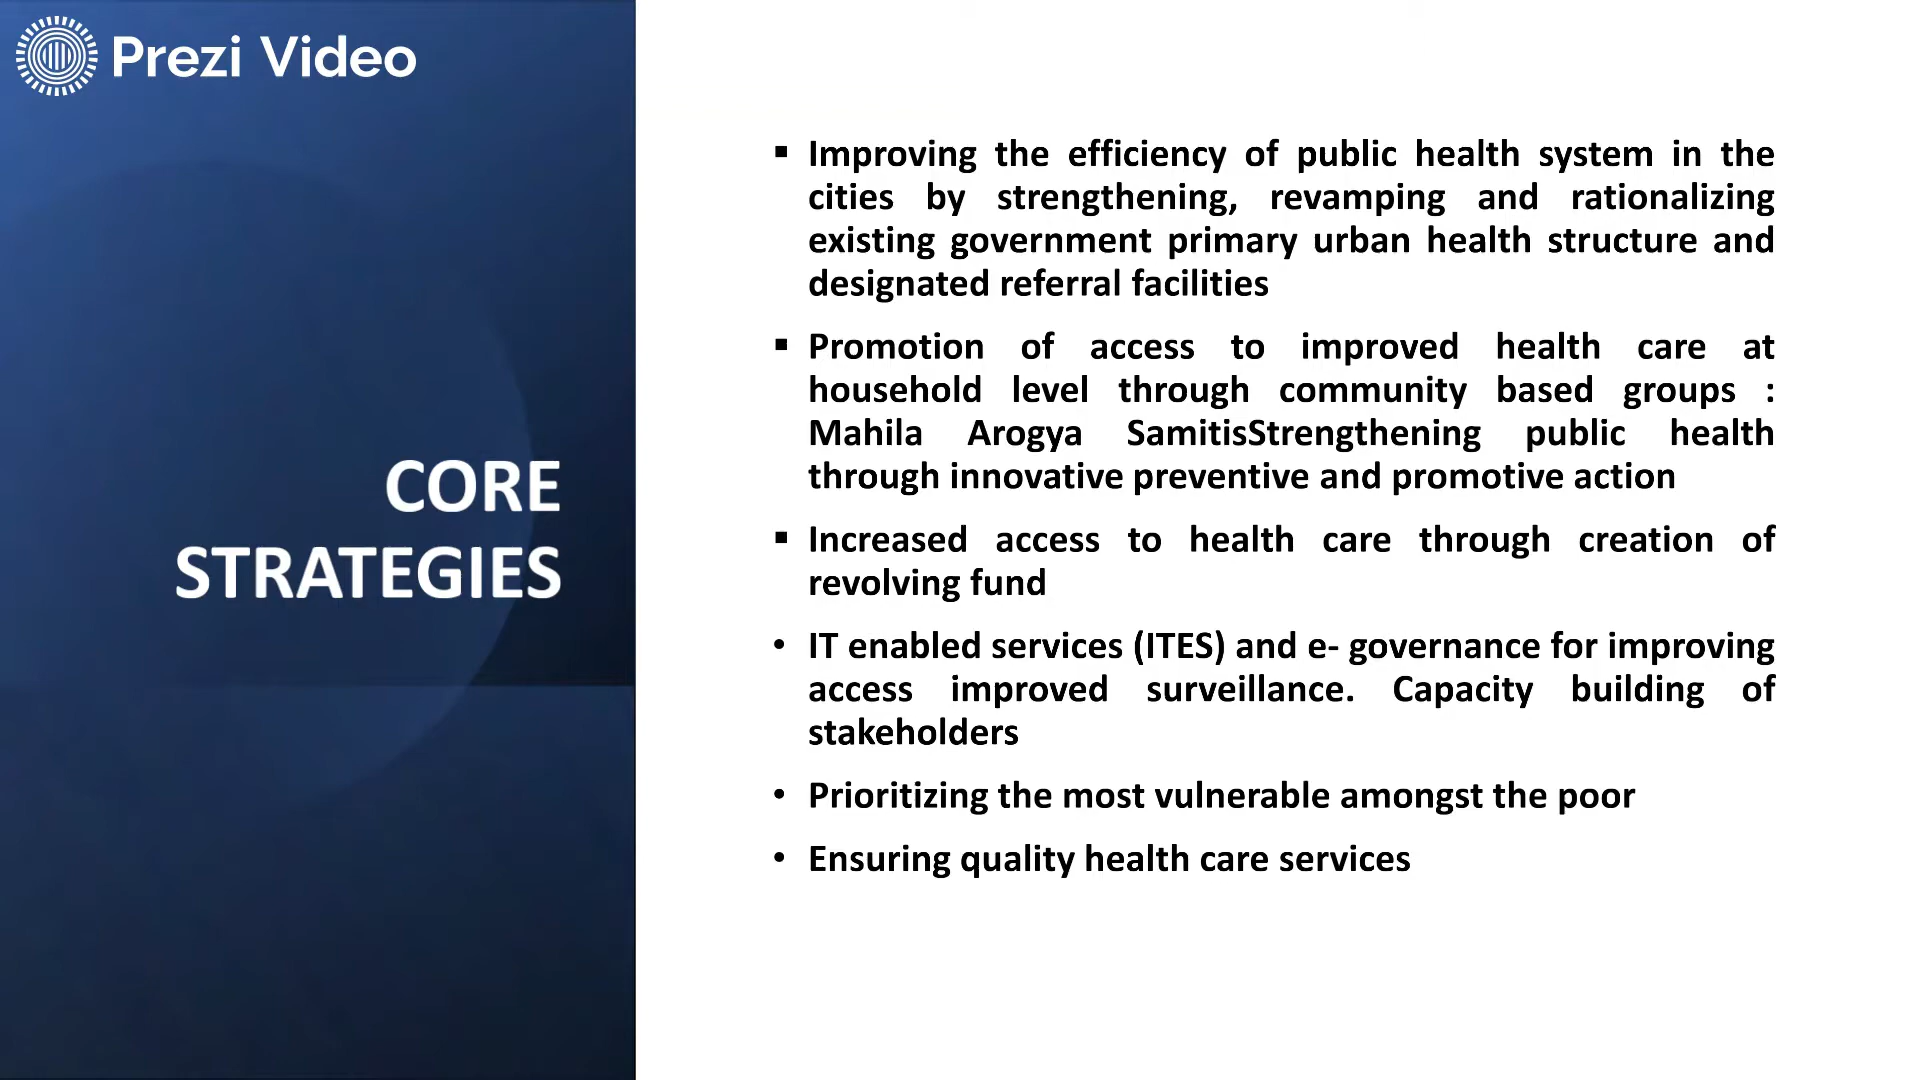 Prezi Video
CORE
STRATEGIES
▪ Improving the efficiency of public health system in the
cities by strengthening, revamping and rationalizing
existing government primary urban health structure and
designated referral facilities
▪ Promotion of access to improved health care at
household level through community based groups :
Mahila Arogya SamitisStrengthening public health
through innovative preventive and promotive action
▪ Increased access to health care through creation of
revolving fund
• IT enabled services (ITES) and e- governance for improving
access improved surveillance. Capacity building of
stakeholders
• Prioritizing the most vulnerable amongst the poor
• Ensuring quality health care services